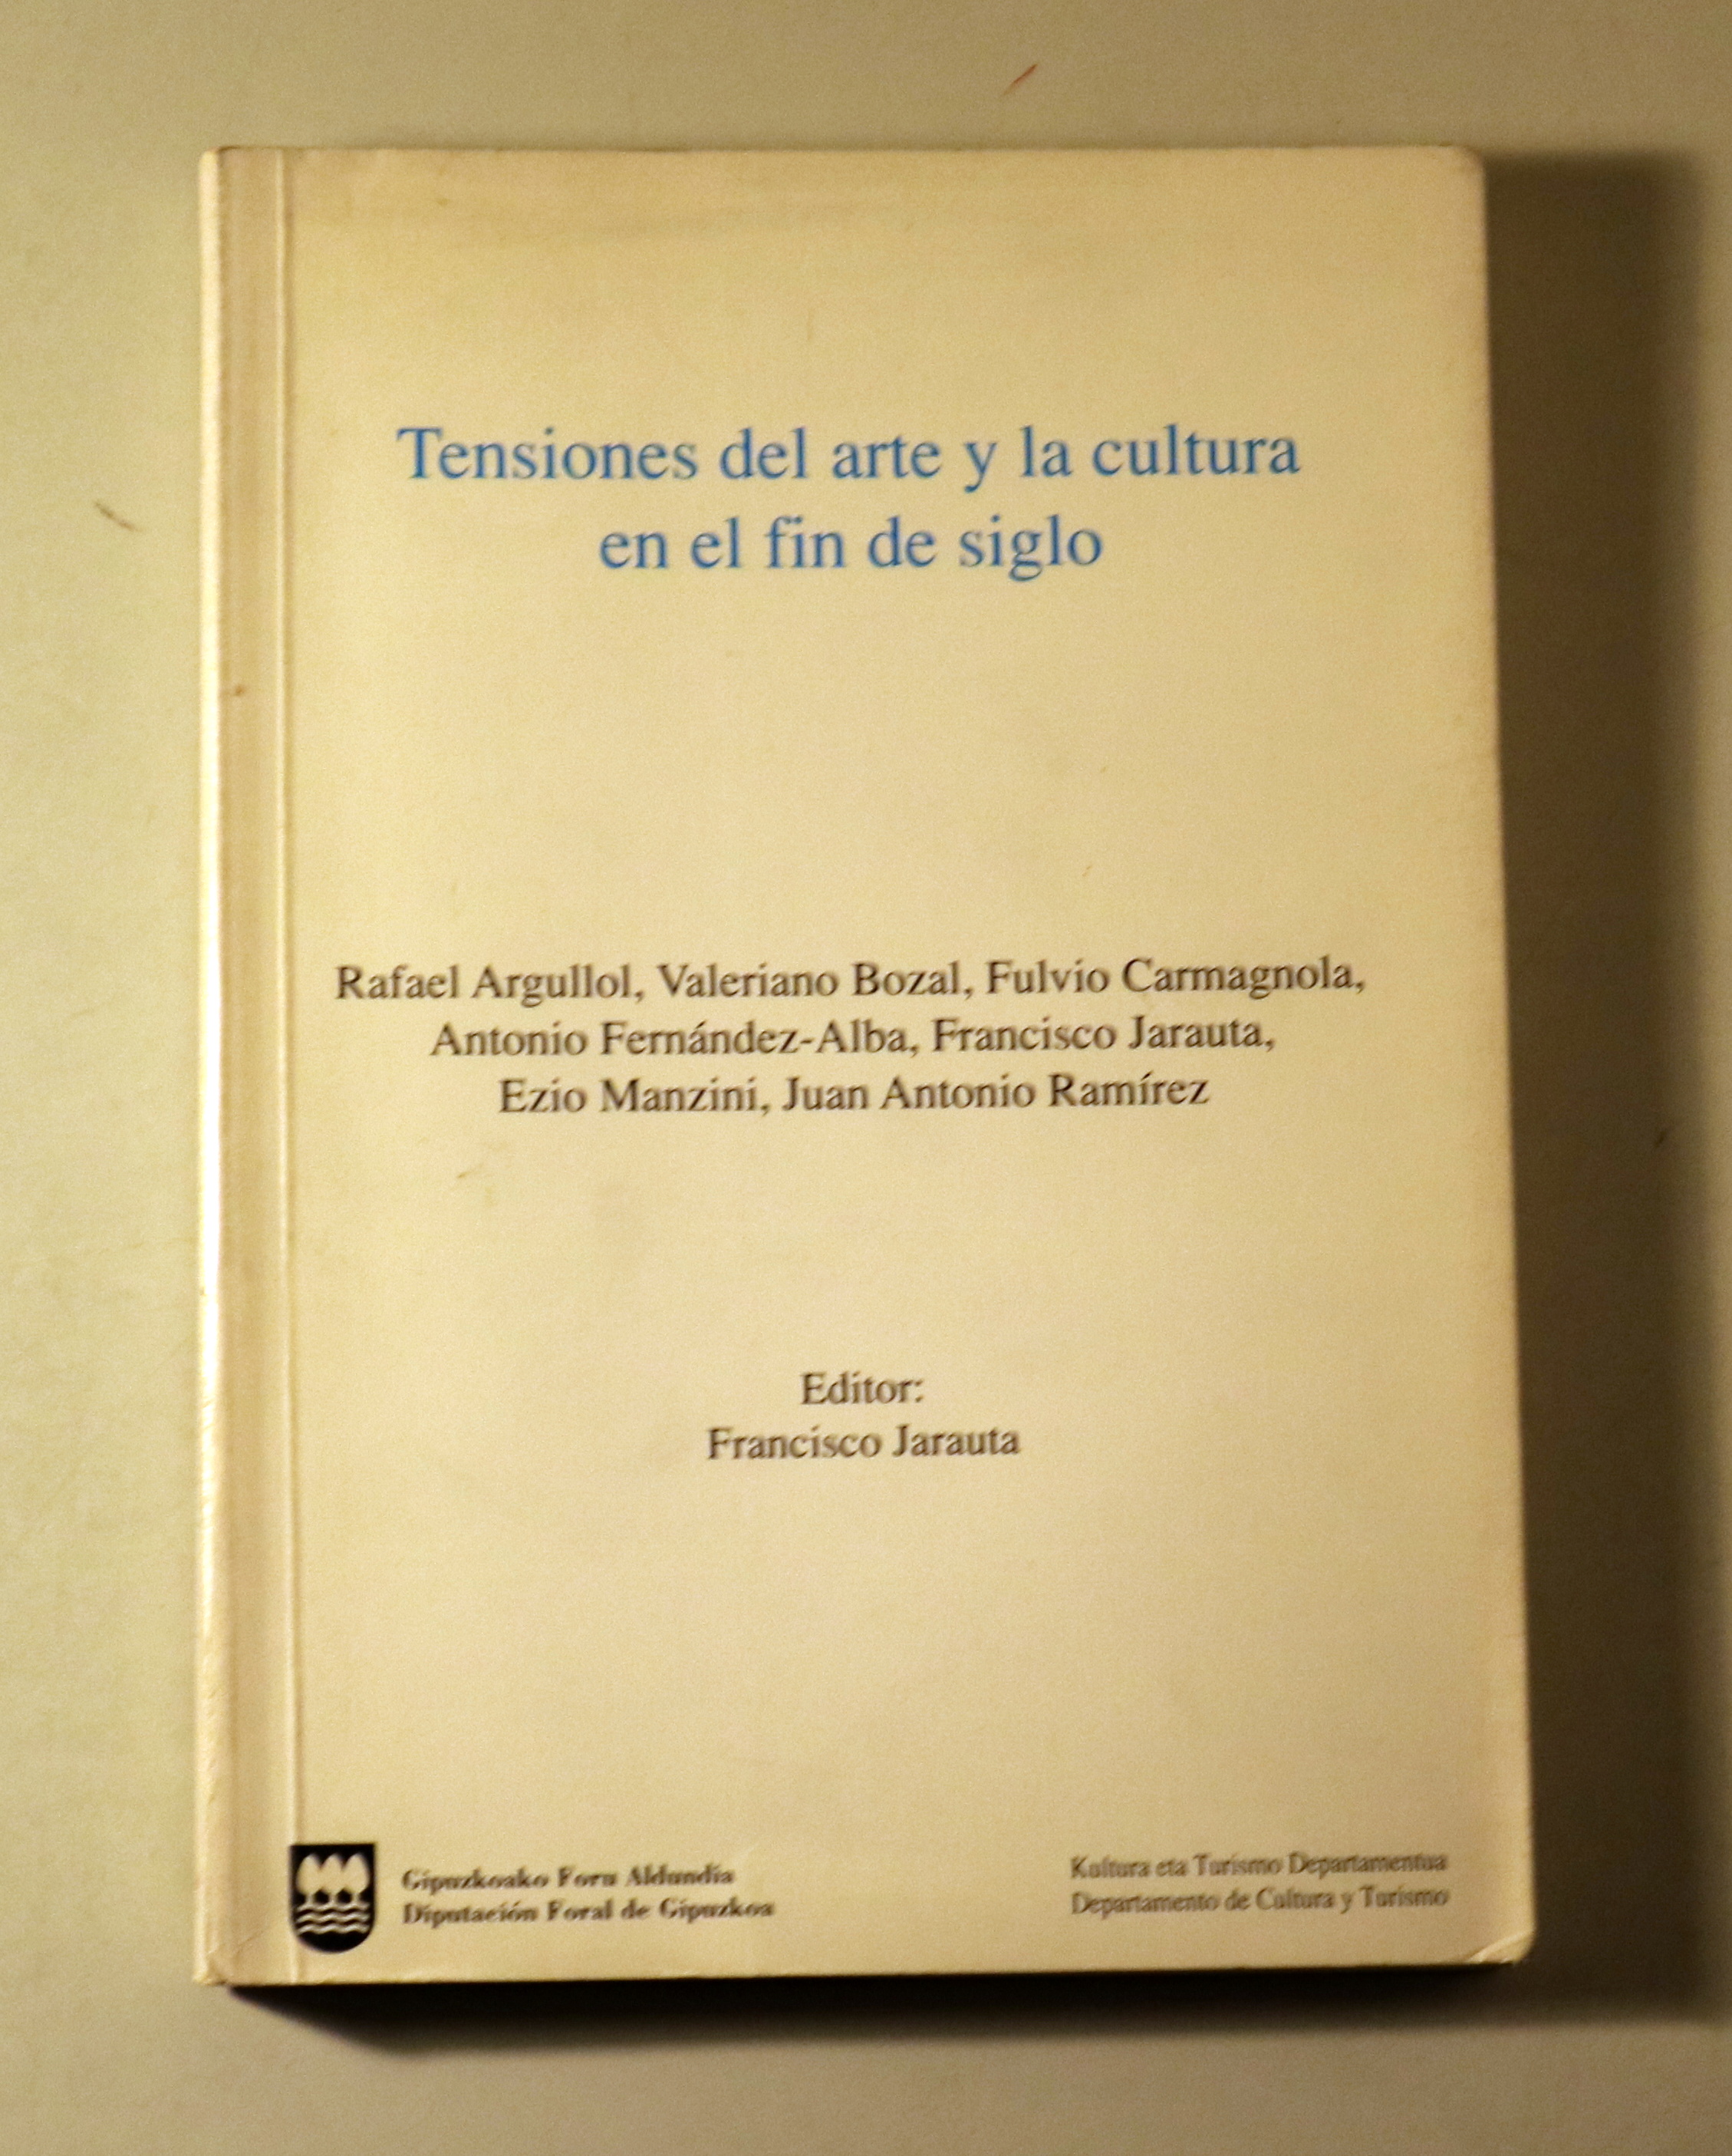 Tensiones del arte y la cultura
en el fin de siglo
Rafael Argullol, Valeriano Bozal, Fulvio Carmagnola,
Antonio Fernández-Alba, Francisco Jarauta,
Ezio Manzini, Juan Antonio Ramírez
Editor:
Francisco Jarauta
Gipuzkoako Foru Aldundia
Diputación Foral de Gipuzkoa
Kultura eta Turismo Departamentua
Departamento de Cultura y Turismo